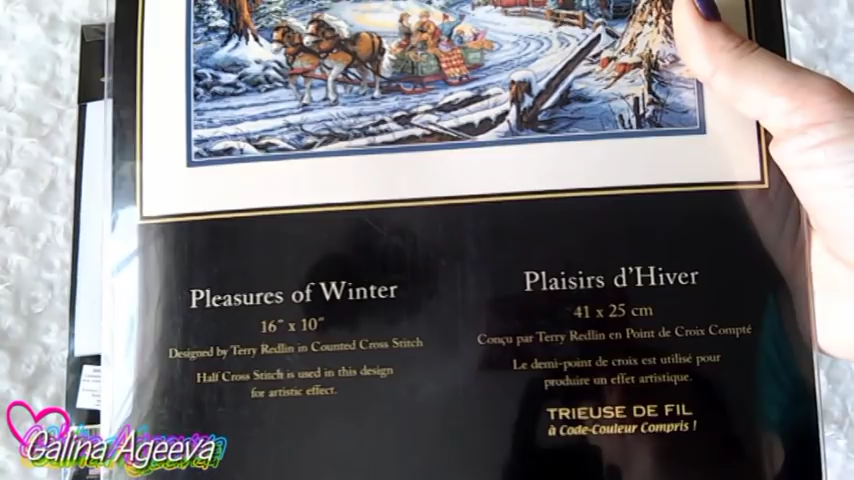 Pleasures of Winter
16" x 10"
Designed by Terry Redlin in Counted Cross Stitch
Half Cross Stitch is used in this design
for artistic effect.
Plaisirs d'Hiver
41 x 25 cm
Conçu par Terry Redlin en Point de Croix Compté
Le demi-point de croix est utilisé pour
produire un effet artistique.
TRIEUSE DE FIL
à Code-Couleur Compris !
Galina Ageeva